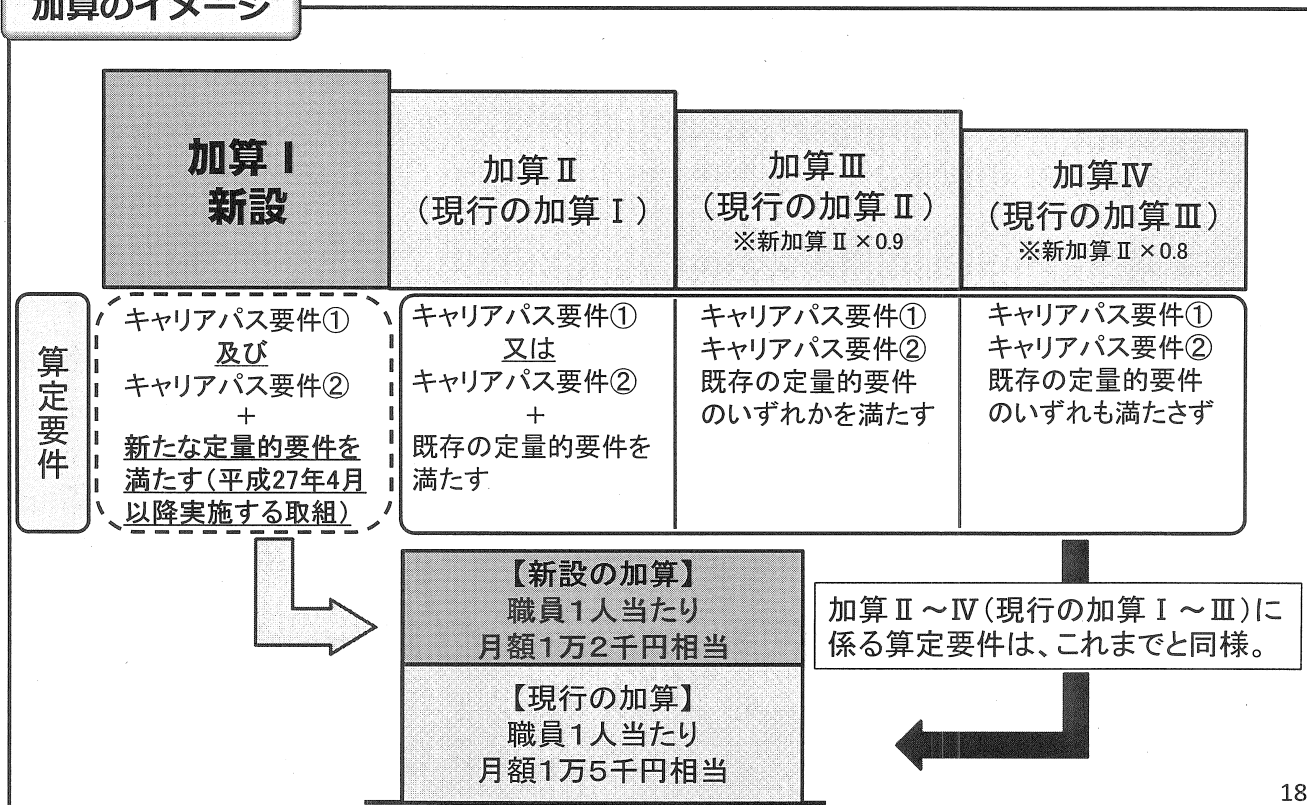 加算のイメージ
加算Ⅰ
新設
加算Ⅱ
（現行の加算Ⅰ）
加算Ⅲ
（現行の加算Ⅱ）
※新加算Ⅱ×0.9
加算Ⅳ
（現行の加算Ⅲ）
※新加算Ⅱ×0.8
算定要件
キャリアパス要件①
及び
キャリアパス要件②
＋
新たな定量的要件を
満たす（平成27年4月
以降実施する取組）
キャリアパス要件①
又は
キャリアパス要件②
＋
既存の定量的要件を
満たす
キャリアパス要件①
キャリアパス要件②
既存の定量的要件
のいずれかを満たす
キャリアパス要件①
キャリアパス要件②
既存の定量的要件
のいずれも満たさず
【新設の加算】
職員1人当たり
月額1万2千円相当
【現行の加算】
職員1人当たり
月額1万5千円相当
加算Ⅱ～Ⅳ（現行の加算Ⅰ～Ⅲ）に
係る算定要件は、これまでと同様。
18